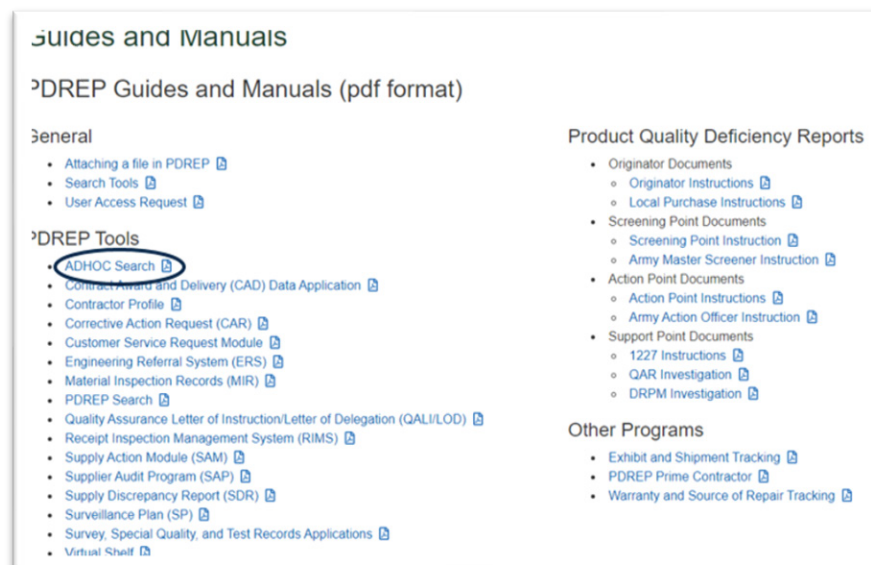 Guides and Manuals
PDREP Guides and Manuals (pdf format)
General
Attaching a file in PDREP
Search Tools
User Access Request
PDREP Tools
ADHOC Search
Contract Award and Delivery (CAD) Data Application
Contractor Profile
Corrective Action Request (CAR)
Customer Service Request Module
Engineering Referral System (ERS)
Material Inspection Records (MIR)
PDREP Search
Quality Assurance Letter of Instruction/Letter of Delegation (QALI/LOD)
Receipt Inspection Management System (RIMS)
Supply Action Module (SAM)
Supplier Audit Program (SAP)
Supply Discrepancy Report (SDR)
Surveillance Plan (SP)
Survey, Special Quality, and Test Records Applications
Virtual Shelf
Product Quality Deficiency Reports
Originator Documents
Originator Instructions
Local Purchase Instructions
Screening Point Documents
Screening Point Instruction
Army Master Screener Instruction
Action Point Documents
Action Point Instructions
Army Action Officer Instruction
Support Point Documents
1227 Instructions
QAR Investigation
DRPM Investigation
Other Programs
Exhibit and Shipment Tracking
PDREP Prime Contractor
Warranty and Source of Repair Tracking